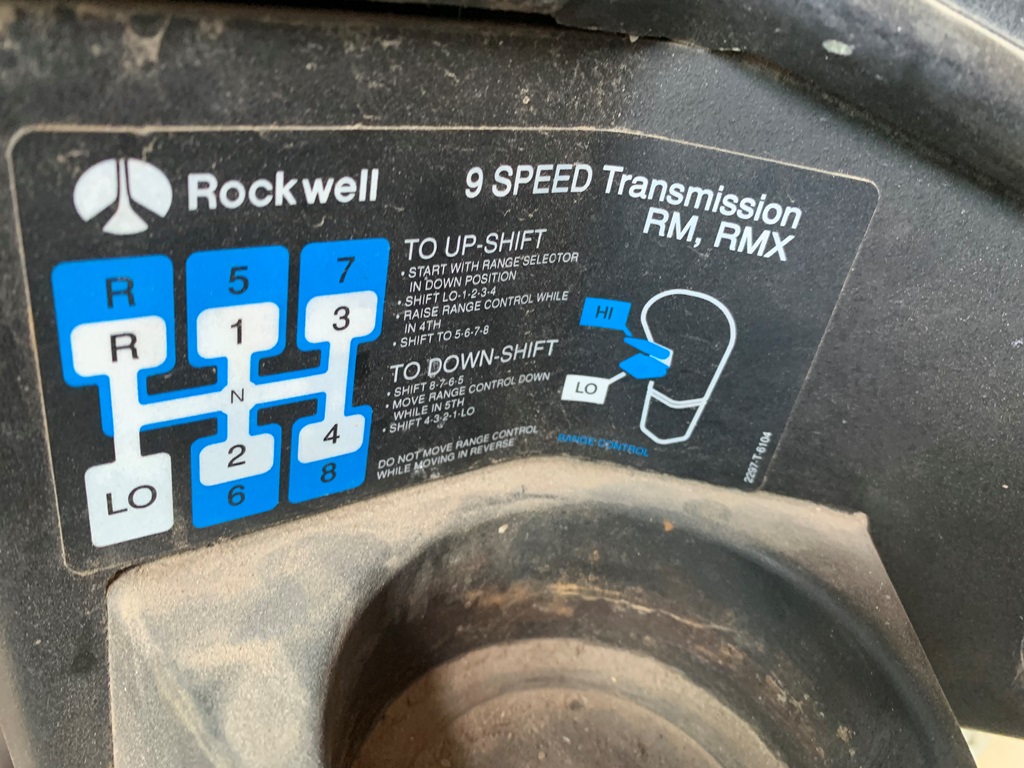 Rockwell
9 SPEED Transmission
RM, RMX
R 5 7
R 1 3
N
2 4
LO 6 8
TO UP-SHIFT
• START WITH RANGE SELECTOR
IN DOWN POSITION
• SHIFT LO-1-2-3-4
• RAISE RANGE CONTROL WHILE
IN 4TH
• SHIFT TO 5-6-7-8
TO DOWN-SHIFT
• SHIFT 8-7-6-5
• MOVE RANGE CONTROL DOWN
WHILE IN 5TH
• SHIFT 4-3-2-1-LO
DO NOT MOVE RANGE CONTROL
WHILE MOVING IN REVERSE
HI
LO
RANGE CONTROL
2297-T-6104